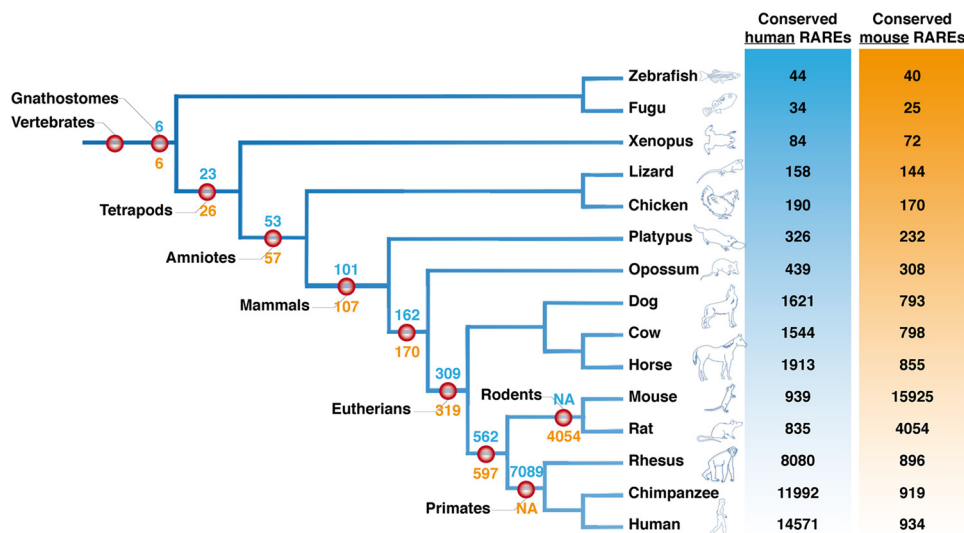 Conserved
human RAREs
Conserved
mouse RAREs
Zebrafish 44 40
Gnathostomes
Vertebrates
6
6
Fugu 34 25
Xenopus 84 72
Lizard 158 144
23
Tetrapods
26
Chicken 190 170
53
Amniotes
57
Platypus 326 232
101
Mammals
107
Opossum 439 308
Dog 1621 793
162
170
Cow 1544 798
Horse 1913 855
309
Eutherians
319
Rodents
NA
4054
Mouse 939 15925
Rat 835 4054
562
597
Rhesus 8080 896
7089
Primates
NA
Chimpanzee 11992 919
Human 14571 934